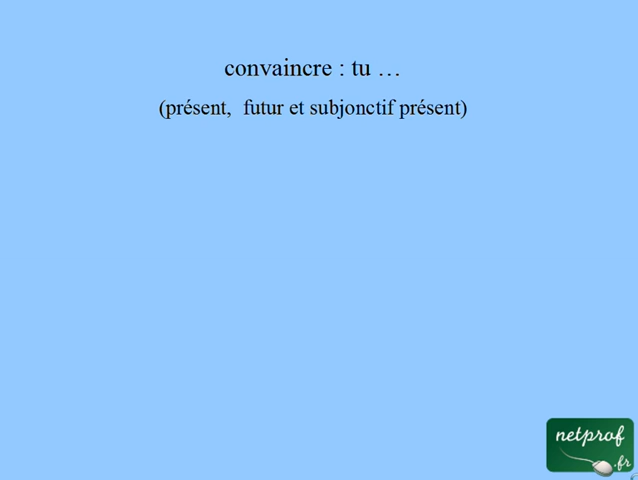 convaincre : tu …
(présent, futur et subjonctif présent)
netprof
.fr